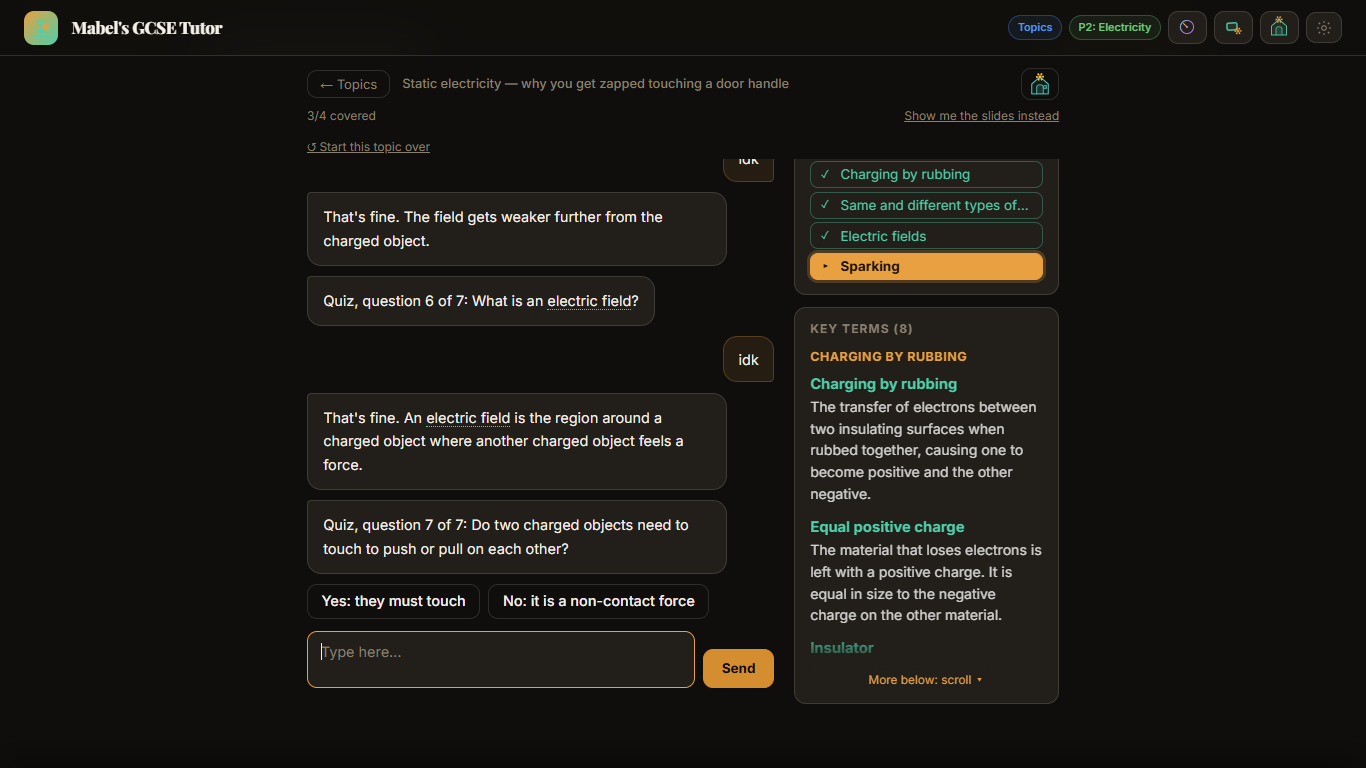 Mabel's GCSE Tutor
Topics
P2: Electricity
← Topics
Static electricity — why you get zapped touching a door handle
3/4 covered
Show me the slides instead
↺ Start this topic over
idk
That's fine. The field gets weaker further from the
charged object.
Quiz, question 6 of 7: What is an electric field?
idk
That's fine. An electric field is the region around a
charged object where another charged object feels a
force.
Quiz, question 7 of 7: Do two charged objects need to
touch to push or pull on each other?
Yes: they must touch
No: it is a non-contact force
Type here...
Send
✓ Charging by rubbing
✓ Same and different types of...
✓ Electric fields
▸ Sparking
KEY TERMS (8)
CHARGING BY RUBBING
Charging by rubbing
The transfer of electrons between
two insulating surfaces when
rubbed together, causing one to
become positive and the other
negative.
Equal positive charge
The material that loses electrons is
left with a positive charge. It is
equal in size to the negative
charge on the other material.
Insulator
More below: scroll ▾